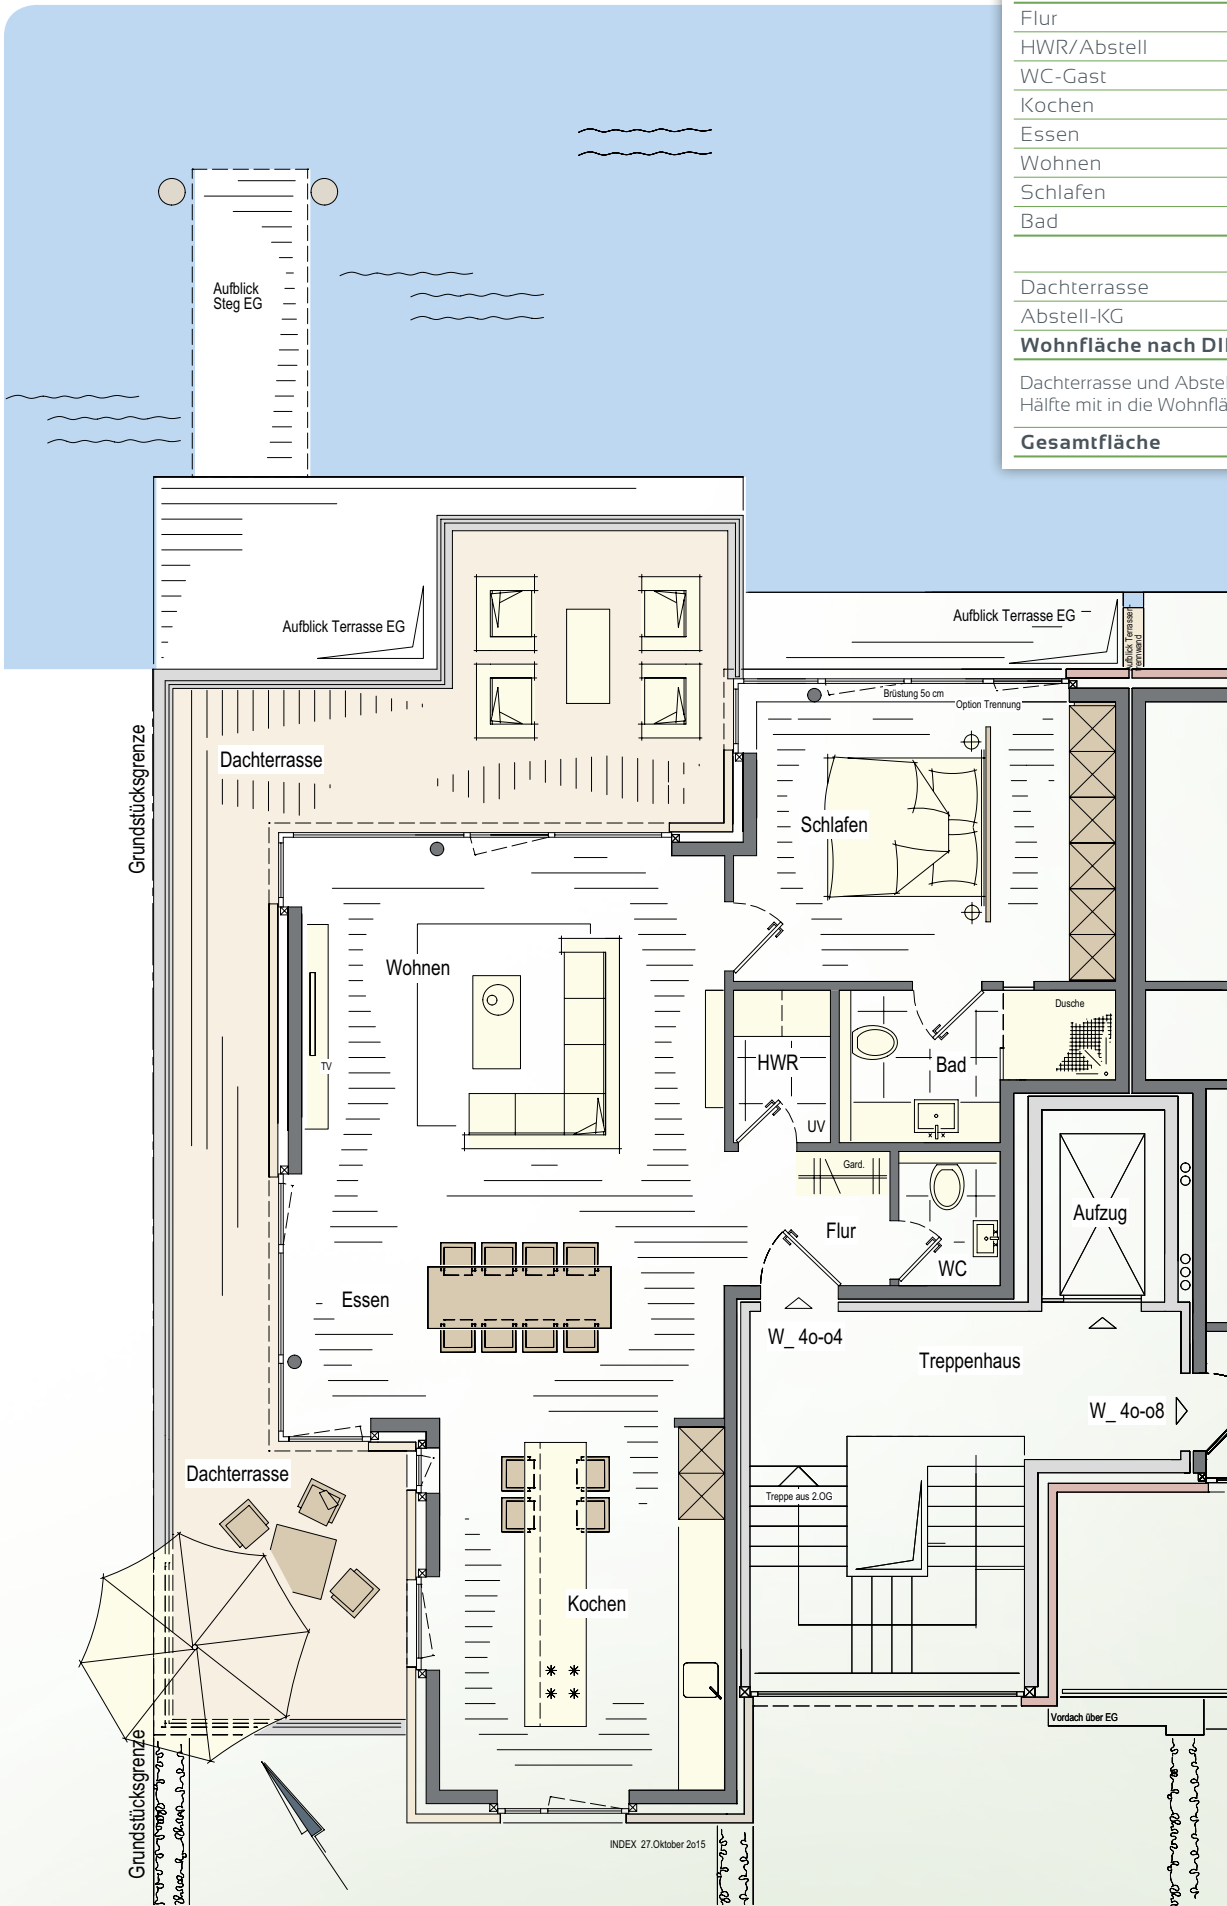 Flur
HWR/Abstell
WC-Gast
Kochen
Essen
Wohnen
Schlafen
Bad
Dachterrasse
Abstell-KG
Wohnfläche nach DI
Dachterrasse und Abste
Hälfte mit in die Wohnflä
Gesamtfläche
Aufblick
Steg EG
Aufblick Terrasse EG
Aufblick Terrasse EG
Aufblick Terrassen-
trennwand
Brüstung 5o cm
Option Trennung
Grundstücksgrenze
Dachterrasse
Schlafen
Wohnen
TV
HWR
UV
Bad
Dusche
Gard.
Flur
WC
Aufzug
Essen
W_ 4o-o4
Treppenhaus
W_ 4o-o8
Dachterrasse
Treppe aus 2.OG
Kochen
Vordach über EG
Grundstücksgrenze
INDEX 27.Oktober 2o15